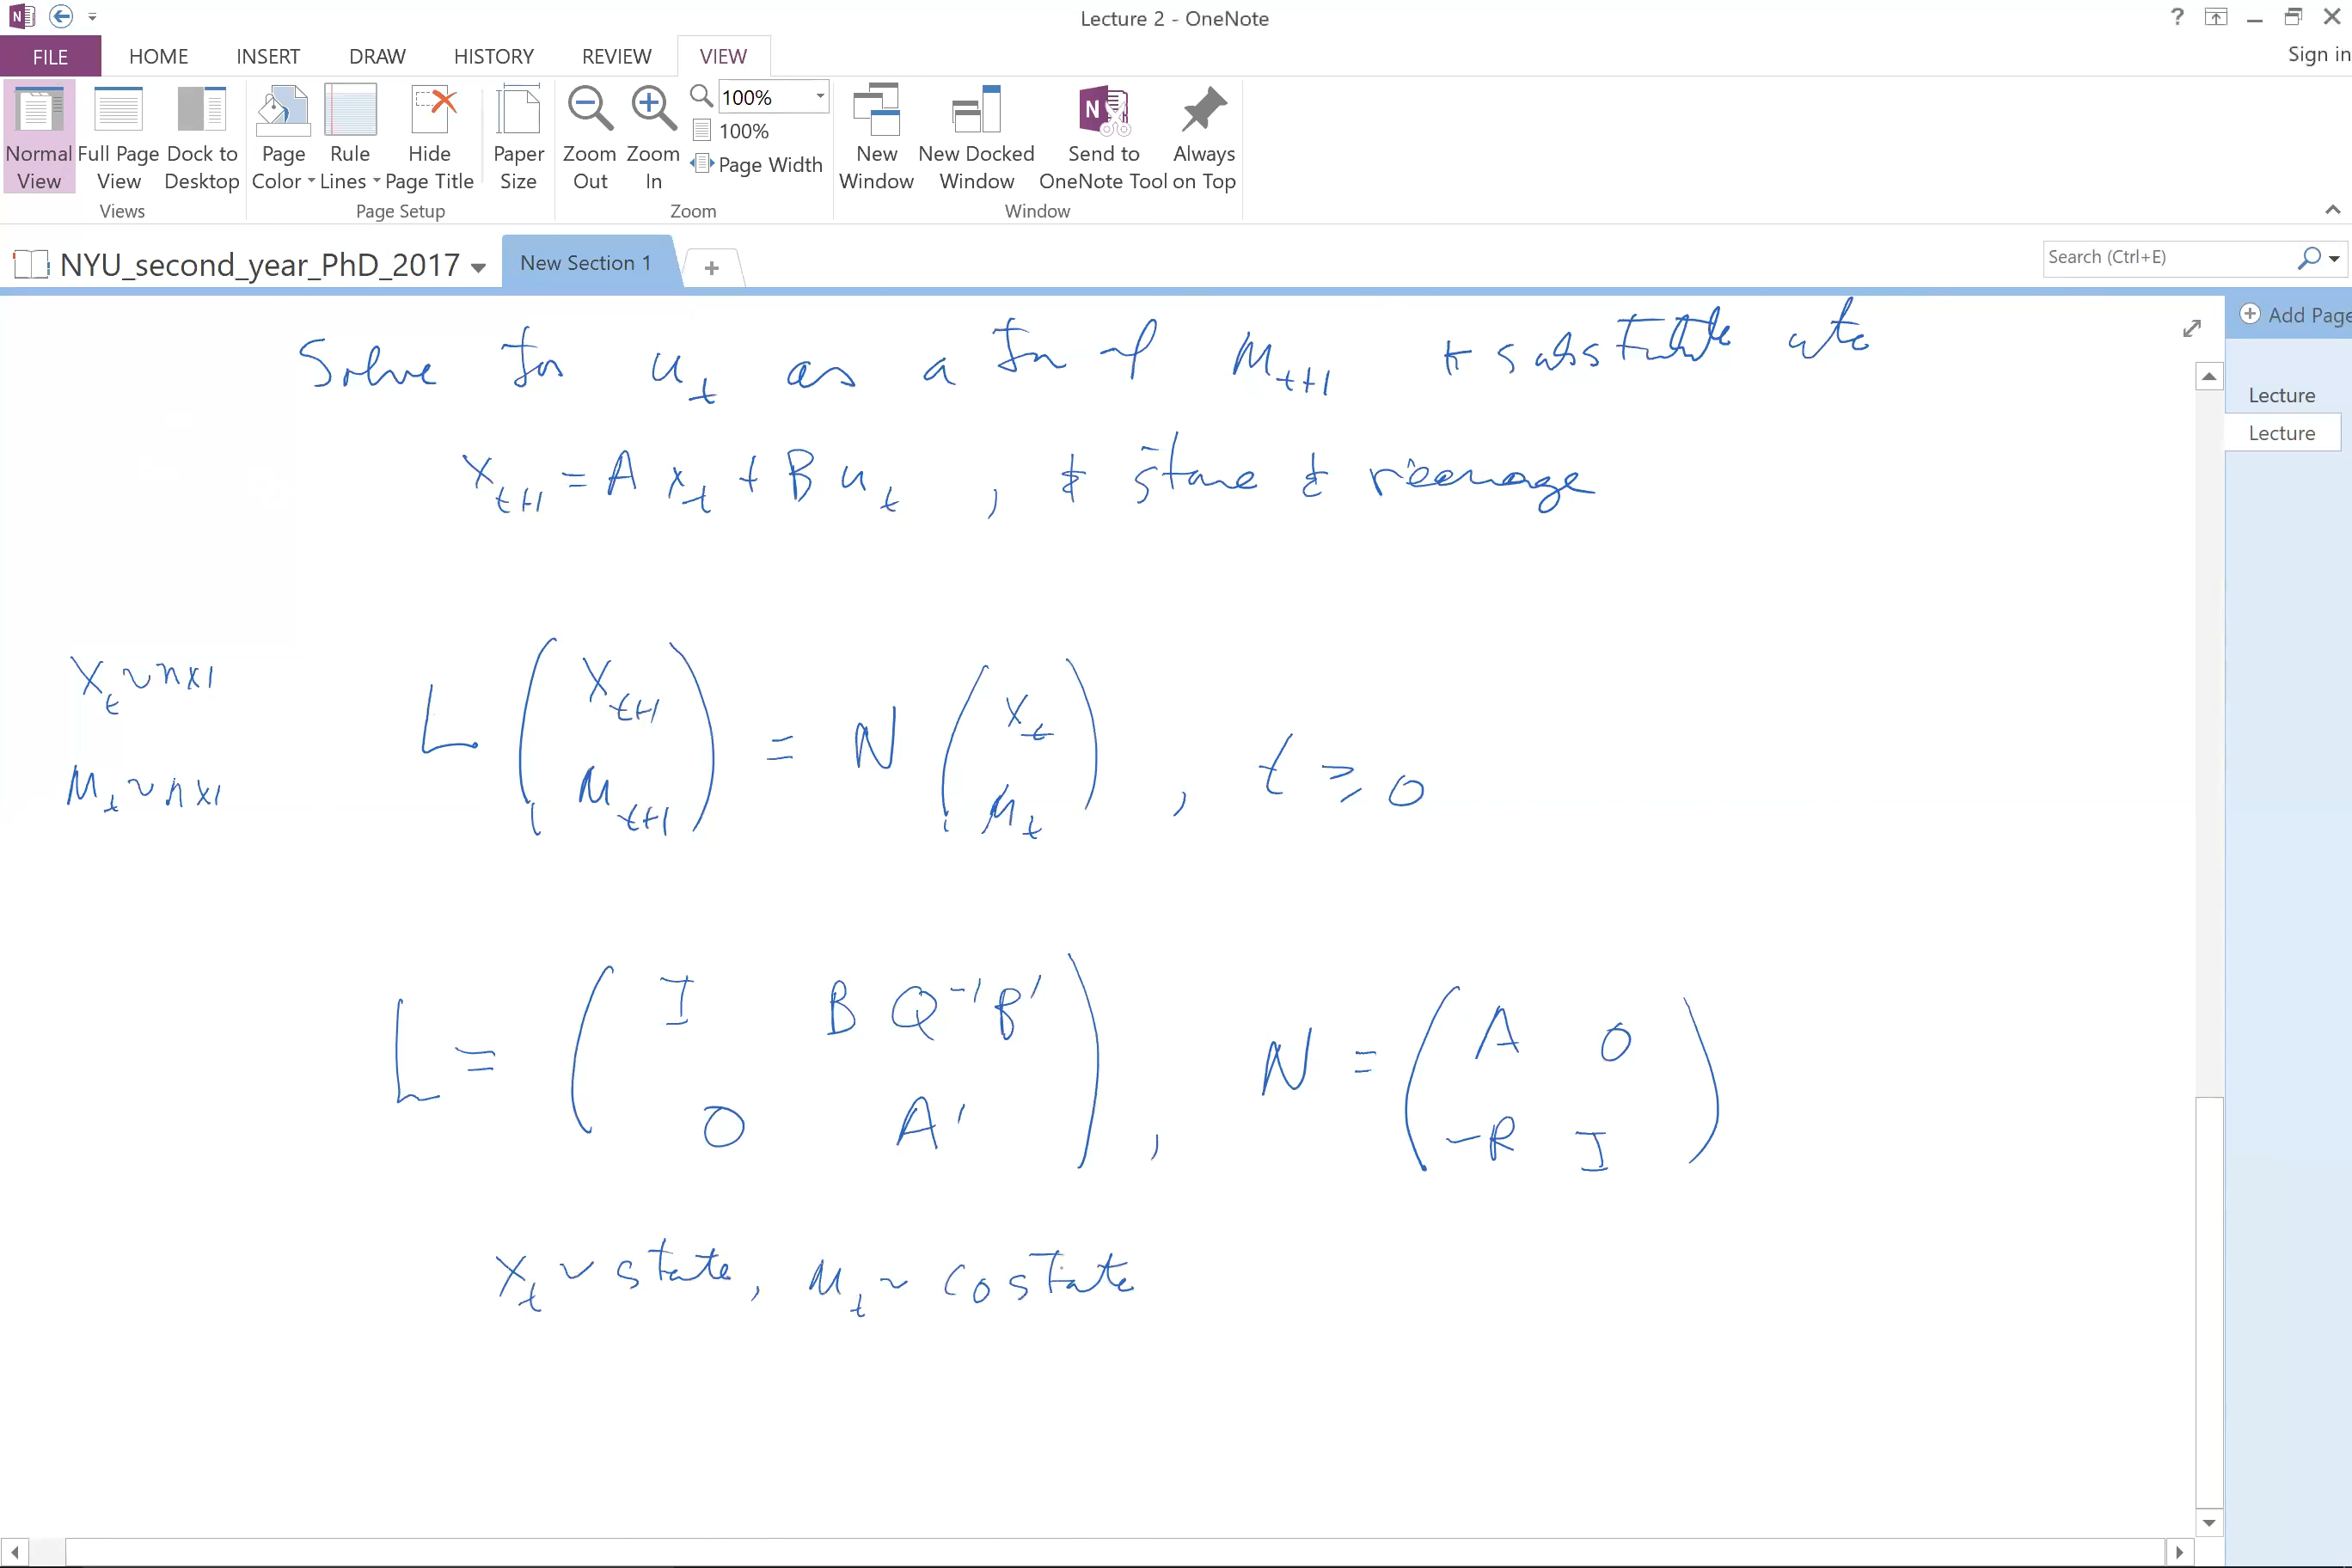 Lecture 2 - OneNote
Sign in
FILE HOME INSERT DRAW HISTORY REVIEW VIEW
Normal View Full Page View Dock to Desktop Page Color Rule Lines Hide Page Title Paper Size Zoom Out Zoom In 100% 100% Page Width New Window New Docked Window Send to OneNote Tool Always on Top
Views Page Setup Zoom Window
NYU_second_year_PhD_2017 New Section 1 Search (Ctrl+E)
Add Page
Lecture
Lecture
Solve for u_t as a fn of μ_{t+1} + substitute into
x_{t+1} = A x_t + B u_t , & stare & rearrange
x_t ~ n×1
μ_t ~ n×1
L ( x_{t+1} ; μ_{t+1} ) = N ( x_t ; μ_t ) , t ≥ 0
L = ( I BQ^{-1}B' ; 0 A' ) , N = ( A 0 ; -R I )
x_t ~ state, μ_t ~ costate